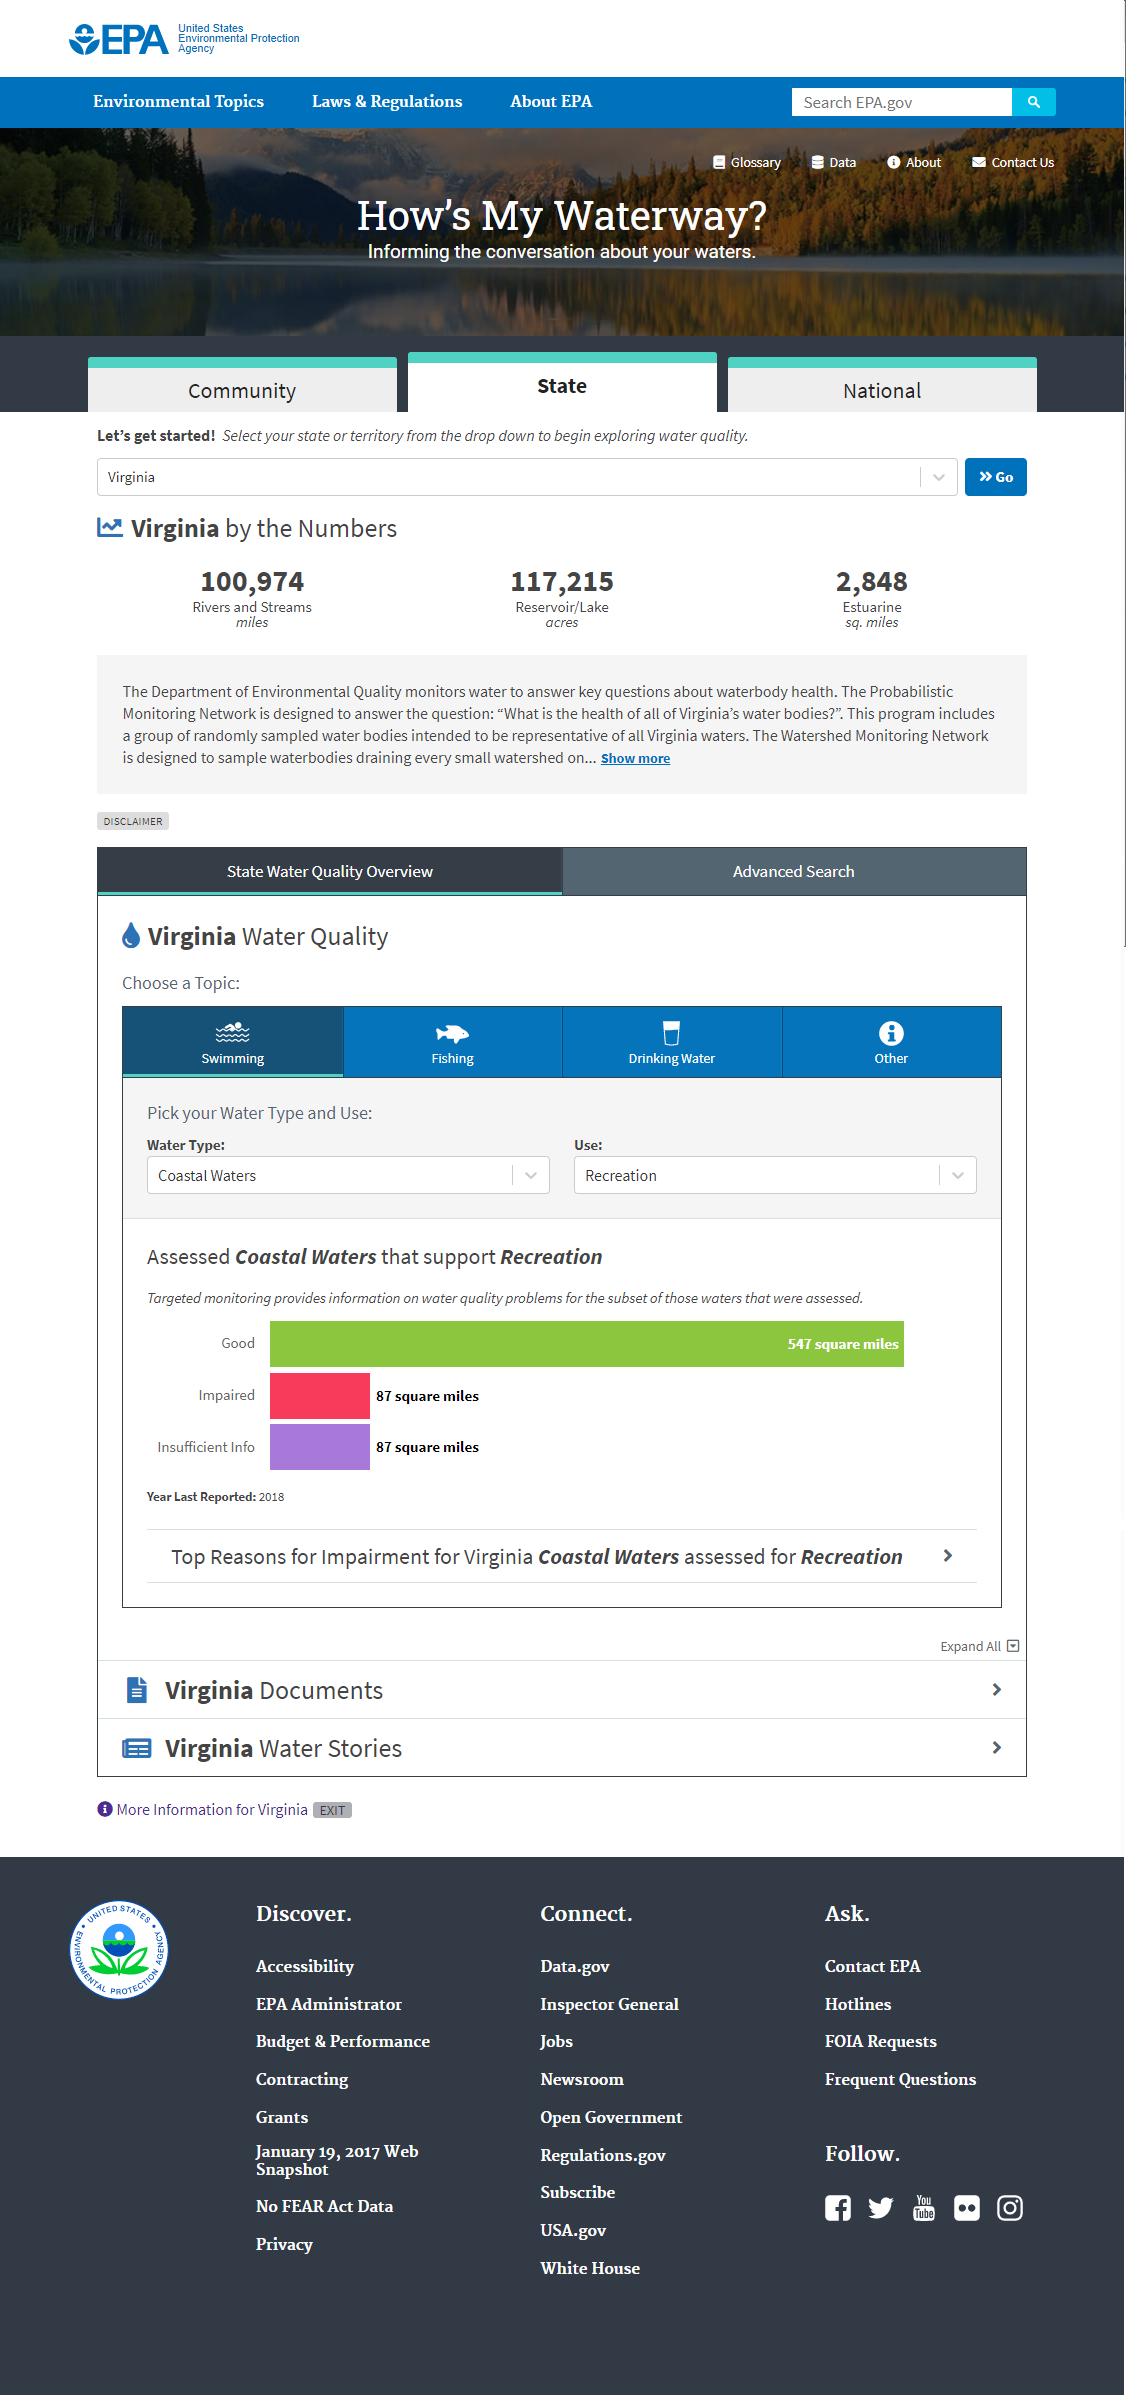 EPA United States
Environmental Protection
Agency
Environmental Topics Laws & Regulations About EPA Search EPA.gov
Glossary Data About Contact Us
How's My Waterway?
Informing the conversation about your waters.
Community State National
Let's get started! Select your state or territory from the drop down to begin exploring water quality.
Virginia Go
Virginia by the Numbers
100,974 117,215 2,848
Rivers and Streams Reservoir/Lake Estuarine
miles acres sq. miles
The Department of Environmental Quality monitors water to answer key questions about waterbody health. The Probabilistic
Monitoring Network is designed to answer the question: “What is the health of all of Virginia's water bodies?”. This program includes
a group of randomly sampled water bodies intended to be representative of all Virginia waters. The Watershed Monitoring Network
is designed to sample waterbodies draining every small watershed on... Show more
DISCLAIMER
State Water Quality Overview Advanced Search
Virginia Water Quality
Choose a Topic:
Swimming Fishing Drinking Water Other
Pick your Water Type and Use:
Water Type: Use:
Coastal Waters Recreation
Assessed Coastal Waters that support Recreation
Targeted monitoring provides information on water quality problems for the subset of those waters that were assessed.
Good 547 square miles
Impaired 87 square miles
Insufficient Info 87 square miles
Year Last Reported: 2018
Top Reasons for Impairment for Virginia Coastal Waters assessed for Recreation
Expand All
Virginia Documents
Virginia Water Stories
More Information for Virginia EXIT
UNITED STATES
ENVIRONMENTAL PROTECTION AGENCY
Discover.
Accessibility
EPA Administrator
Budget & Performance
Contracting
Grants
January 19, 2017 Web
Snapshot
No FEAR Act Data
Privacy
Connect.
Data.gov
Inspector General
Jobs
Newsroom
Open Government
Regulations.gov
Subscribe
USA.gov
White House
Ask.
Contact EPA
Hotlines
FOIA Requests
Frequent Questions
Follow.
You
Tube